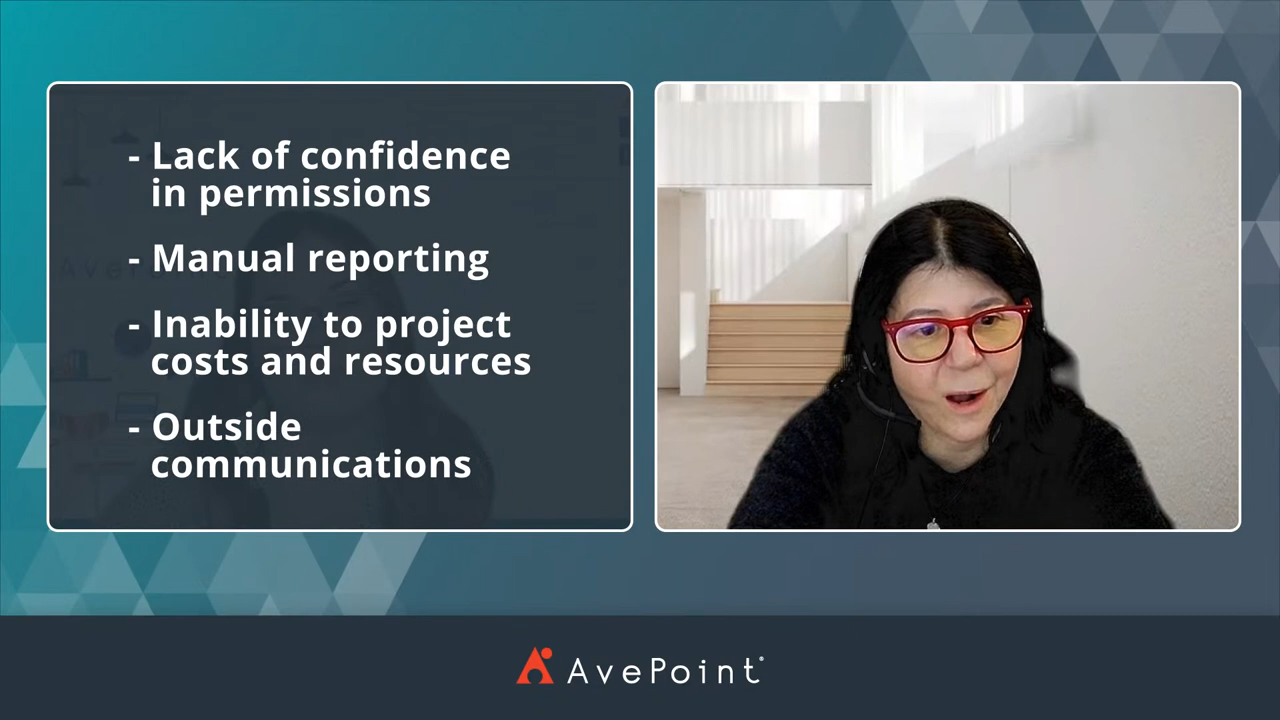 - Lack of confidence
in permissions
- Manual reporting
- Inability to project
costs and resources
- Outside
communications
AvePoint